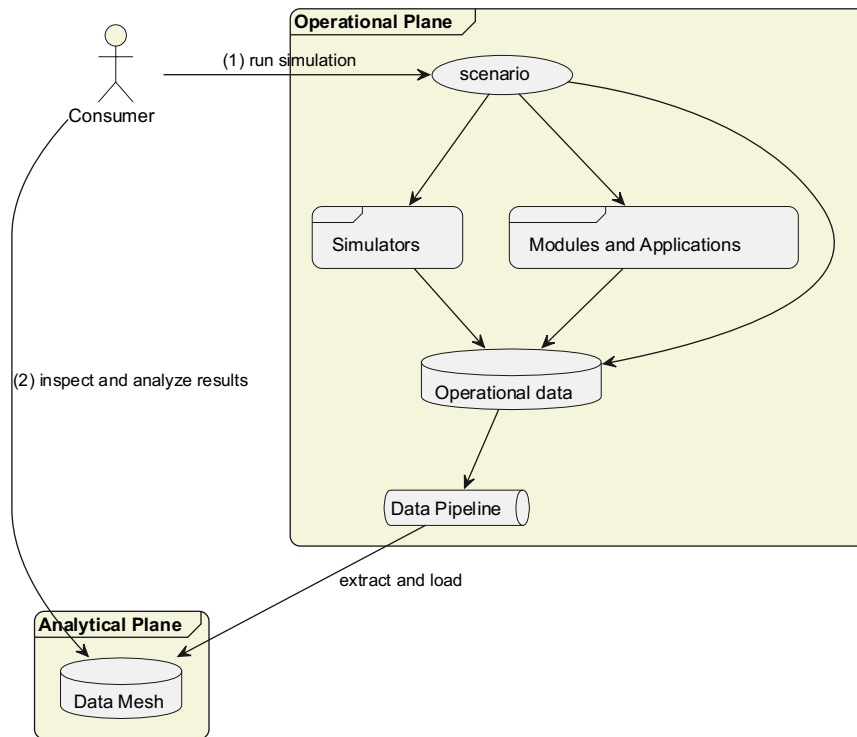 Operational Plane
(1) run simulation
scenario
Consumer
Simulators
Modules and Applications
(2) inspect and analyze results
Operational data
Data Pipeline
extract and load
Analytical Plane
Data Mesh